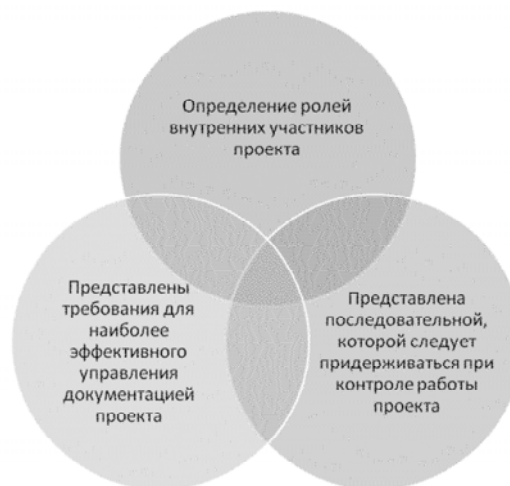 Определение ролей
внутренних участников
проекта
Представлены
требования для
наиболее
эффективного
управления
документацией
проекта
Представлена
последовательной,
которой следует
придерживаться при
контроле работы
проекта